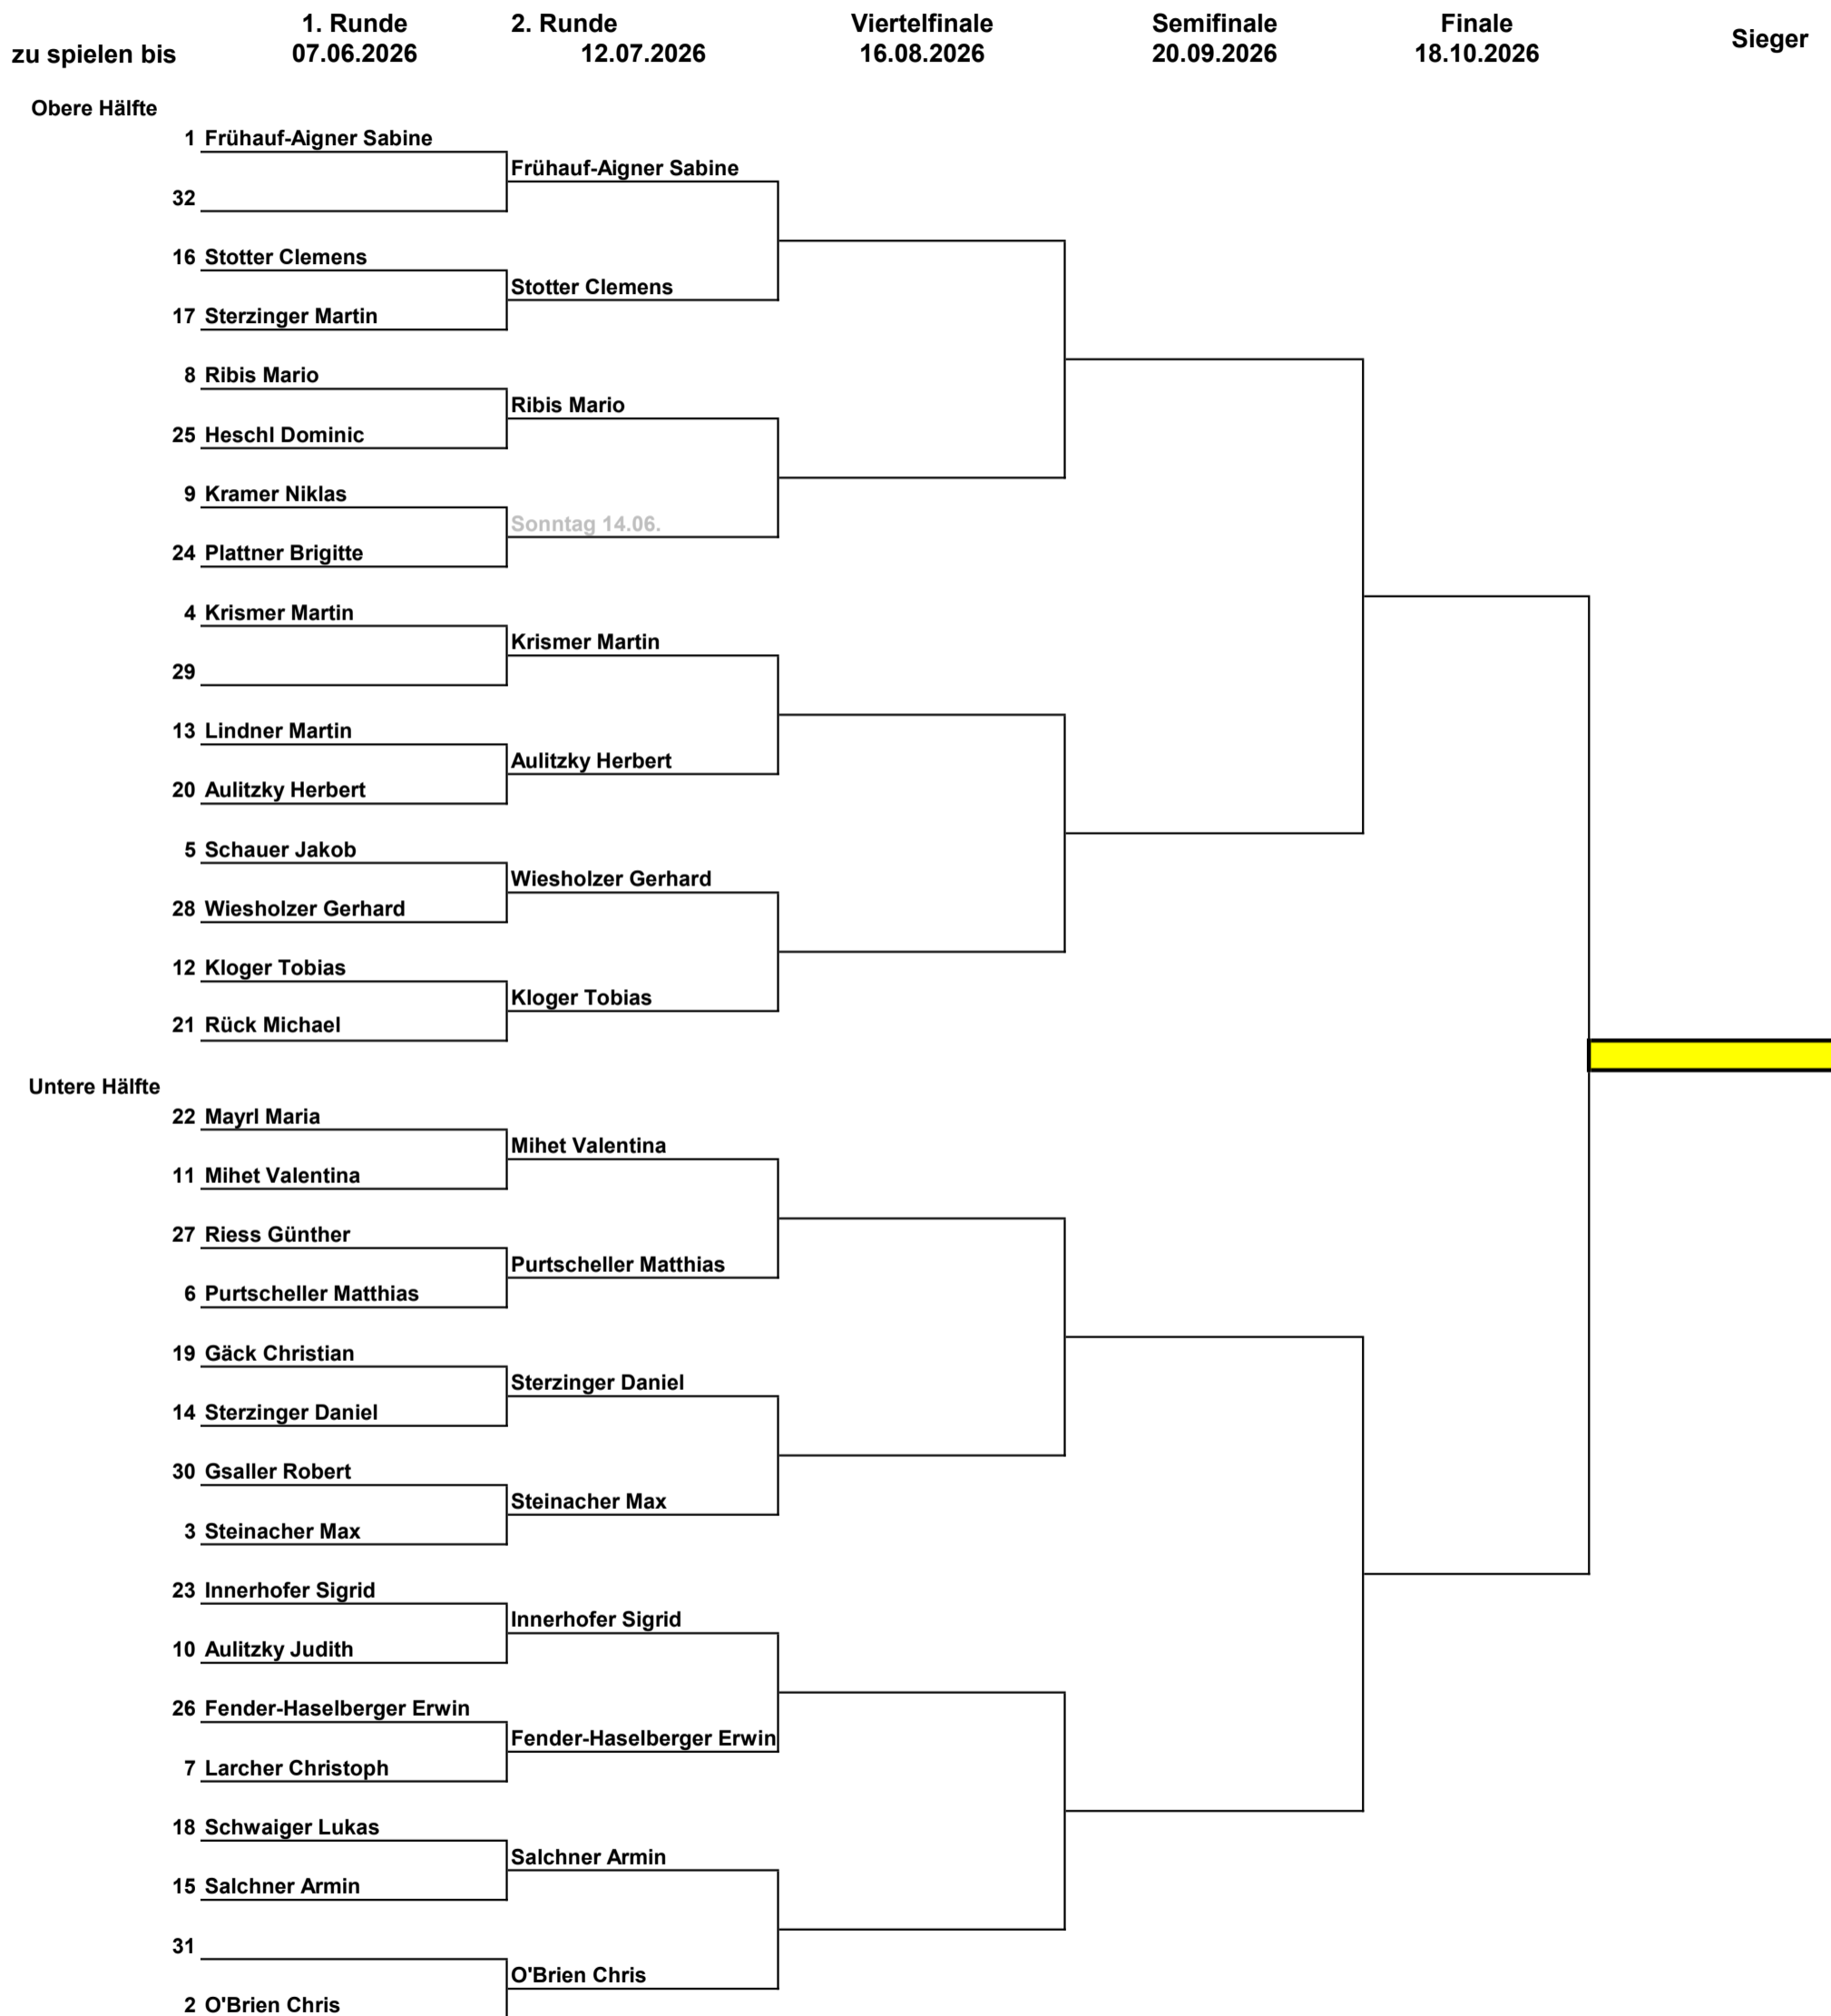 1. Runde 2. Runde Viertelfinale Semifinale Finale Sieger
zu spielen bis 07.06.2026 12.07.2026 16.08.2026 20.09.2026 18.10.2026
Obere Hälfte
1 Frühauf-Aigner Sabine
Frühauf-Aigner Sabine
32
16 Stotter Clemens
Stotter Clemens
17 Sterzinger Martin
8 Ribis Mario
Ribis Mario
25 Heschl Dominic
9 Kramer Niklas
Sonntag 14.06.
24 Plattner Brigitte
4 Krismer Martin
Krismer Martin
29
13 Lindner Martin
Aulitzky Herbert
20 Aulitzky Herbert
5 Schauer Jakob
Wiesholzer Gerhard
28 Wiesholzer Gerhard
12 Kloger Tobias
Kloger Tobias
21 Rück Michael
Untere Hälfte
22 Mayrl Maria
Mihet Valentina
11 Mihet Valentina
27 Riess Günther
Purtscheller Matthias
6 Purtscheller Matthias
19 Gäck Christian
Sterzinger Daniel
14 Sterzinger Daniel
30 Gsaller Robert
Steinacher Max
3 Steinacher Max
23 Innerhofer Sigrid
Innerhofer Sigrid
10 Aulitzky Judith
26 Fender-Haselberger Erwin
Fender-Haselberger Erwin
7 Larcher Christoph
18 Schwaiger Lukas
Salchner Armin
15 Salchner Armin
31
O'Brien Chris
2 O'Brien Chris